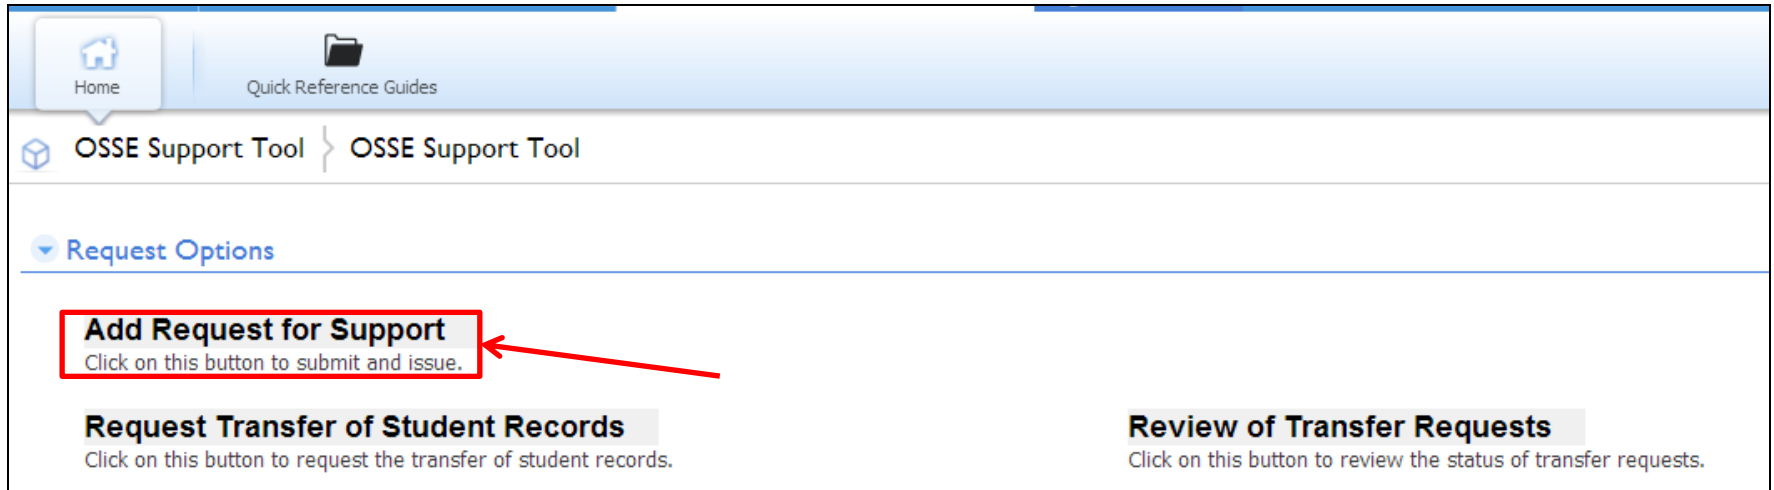 Home
Quick Reference Guides
OSSE Support Tool
OSSE Support Tool
Request Options
Add Request for Support
Click on this button to submit and issue.
Request Transfer of Student Records
Click on this button to request the transfer of student records.
Review of Transfer Requests
Click on this button to review the status of transfer requests.